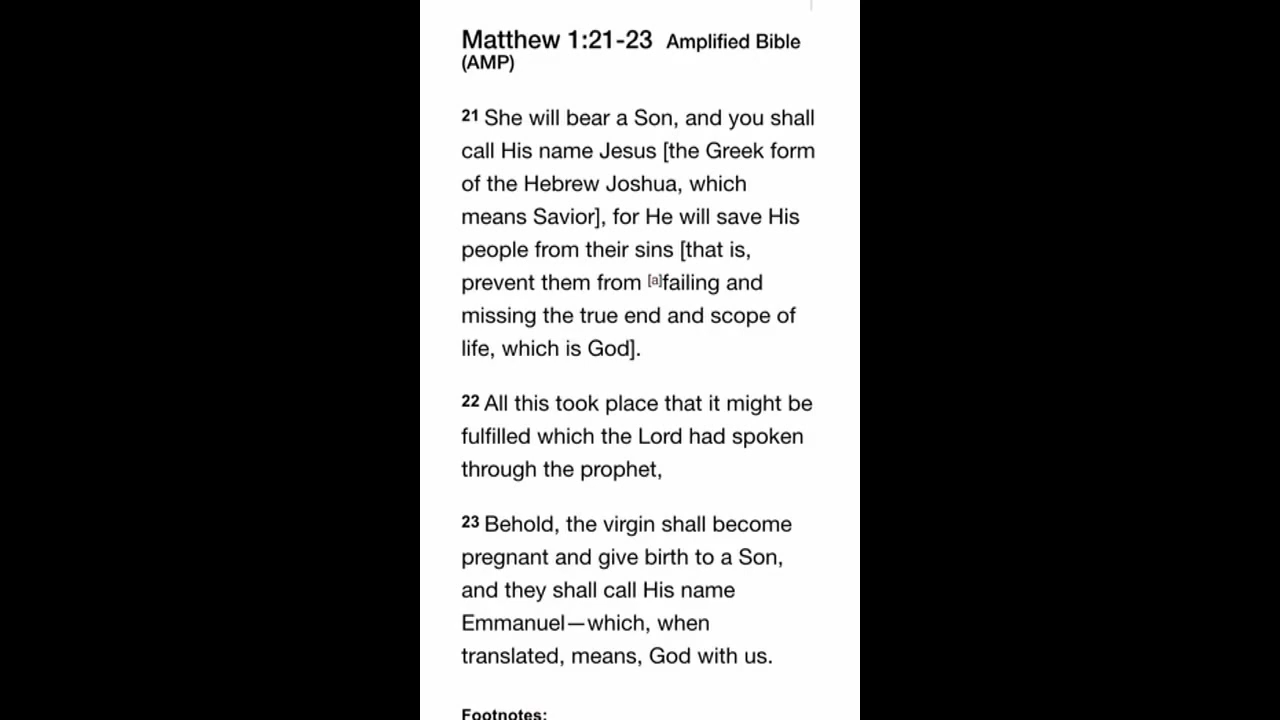 Matthew 1:21-23 Amplified Bible
(AMP)
21 She will bear a Son, and you shall
call His name Jesus [the Greek form
of the Hebrew Joshua, which
means Savior], for He will save His
people from their sins [that is,
prevent them from [a]failing and
missing the true end and scope of
life, which is God].
22 All this took place that it might be
fulfilled which the Lord had spoken
through the prophet,
23 Behold, the virgin shall become
pregnant and give birth to a Son,
and they shall call His name
Emmanuel—which, when
translated, means, God with us.
Footnotes: